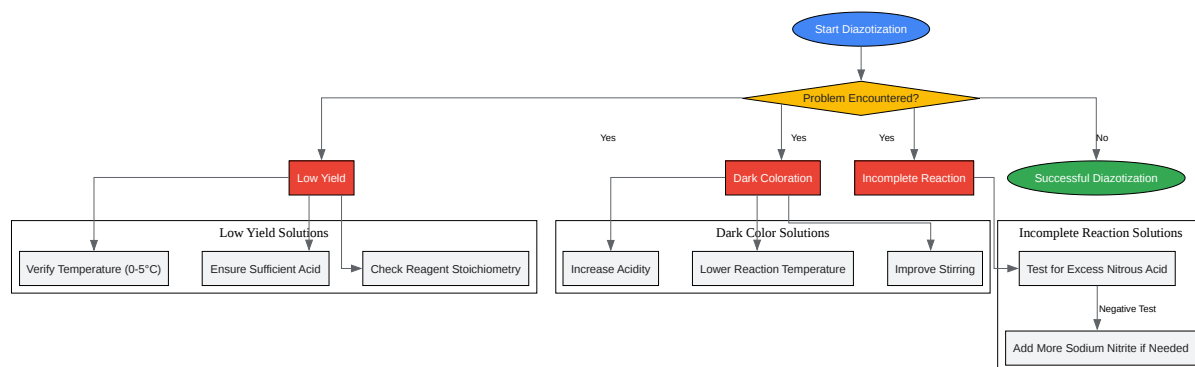 Start Diazotization
Problem Encountered?
Yes
Yes
Yes
No
Low Yield
Dark Coloration
Incomplete Reaction
Successful Diazotization
Low Yield Solutions
Dark Color Solutions
Incomplete Reaction Solutions
Verify Temperature (0-5°C)
Ensure Sufficient Acid
Check Reagent Stoichiometry
Increase Acidity
Lower Reaction Temperature
Improve Stirring
Test for Excess Nitrous Acid
Negative Test
Add More Sodium Nitrite if Needed